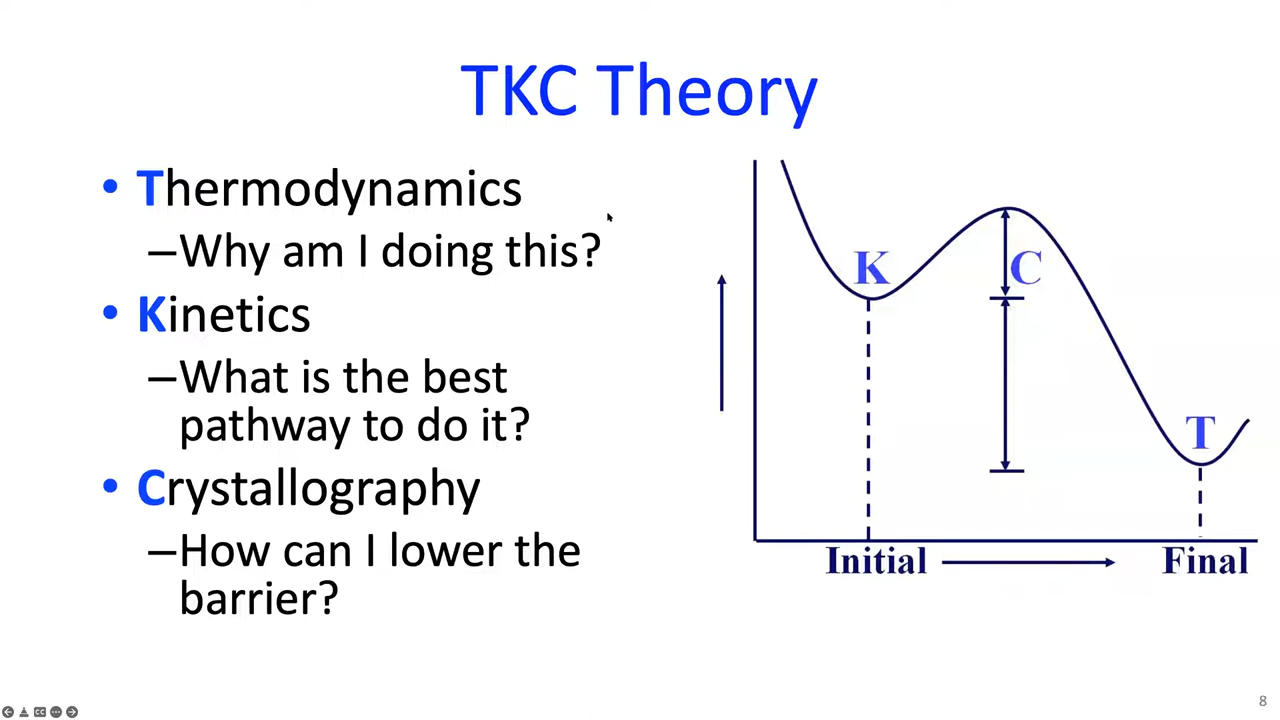 TKC Theory
• Thermodynamics
–Why am I doing this?
• Kinetics
–What is the best
pathway to do it?
• Crystallography
–How can I lower the
barrier?
K
C
T
Initial
Final
8